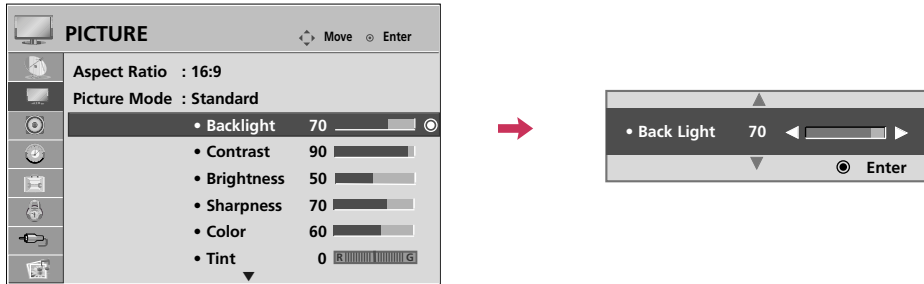 PICTURE Move Enter
Aspect Ratio : 16:9
Picture Mode : Standard
• Backlight 70
• Contrast 90
• Brightness 50
• Sharpness 70
• Color 60
• Tint 0 R G
• Back Light 70
Enter